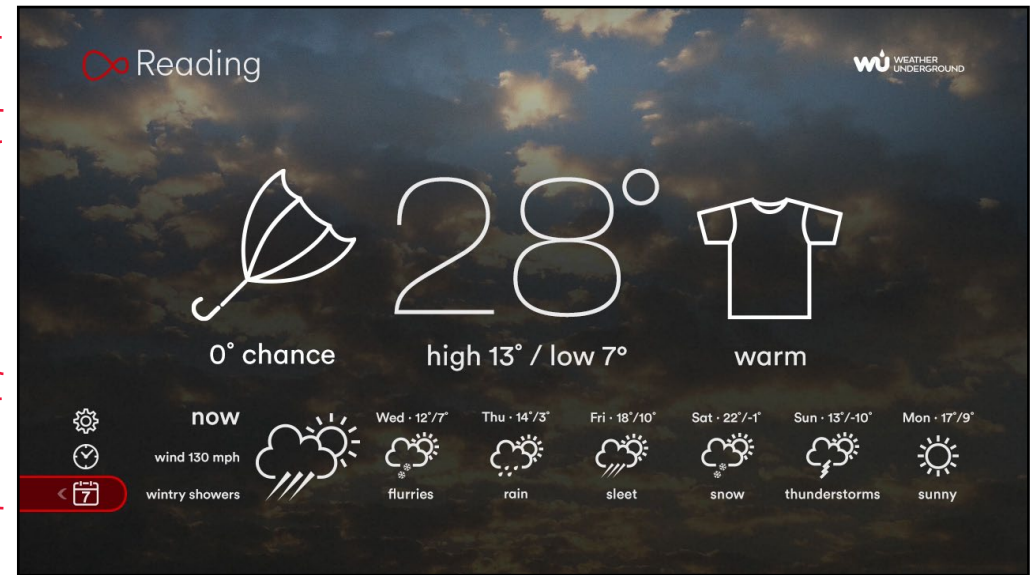 Reading
WEATHER
UNDERGROUND
28°
0° chance
high 13° / low 7°
warm
now
wind 130 mph
wintry showers
Wed · 12°/7°
flurries
Thu · 14°/3°
rain
Fri · 18°/10°
sleet
Sat · 22°/-1°
snow
Sun · 13°/-10°
thunderstorms
Mon · 17°/9°
sunny
7